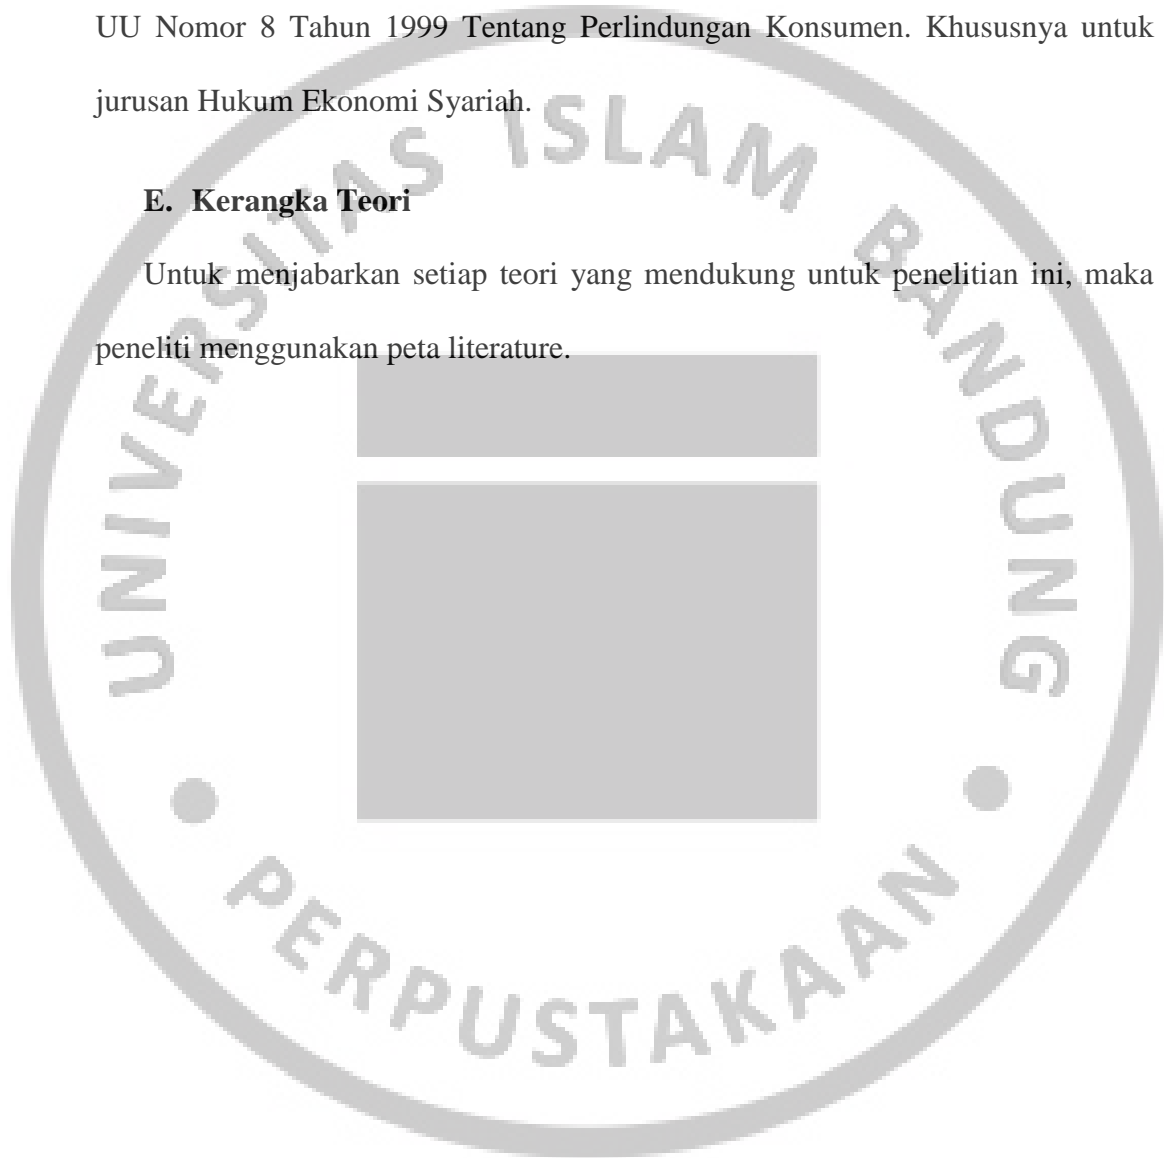 UU Nomor 8 Tahun 1999 Tentang Perlindungan Konsumen. Khususnya untuk
jurusan Hukum Ekonomi Syariah.
E. Kerangka Teori
Untuk menjabarkan setiap teori yang mendukung untuk penelitian ini, maka
peneliti menggunakan peta literature.
UNIVERSITAS ISLAM BANDUNG
PERPUSTAKAAN